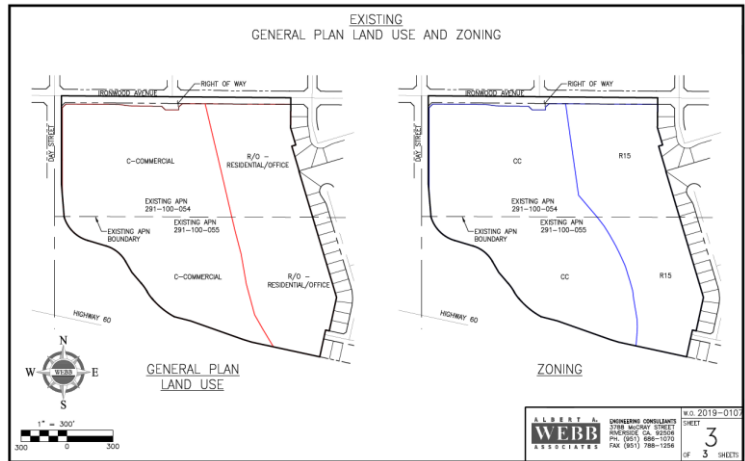 EXISTING
GENERAL PLAN LAND USE AND ZONING
RIGHT OF WAY
IRONWOOD AVENUE
DAY STREET
C-COMMERCIAL
R/O -
RESIDENTIAL/OFFICE
EXISTING APN
291-100-054
EXISTING APN
291-100-055
EXISTING APN
BOUNDARY
C-COMMERCIAL
R/O -
RESIDENTIAL/OFFICE
HIGHWAY 60
GENERAL PLAN
LAND USE
RIGHT OF WAY
IRONWOOD AVENUE
DAY STREET
CC
R15
EXISTING APN
291-100-054
EXISTING APN
291-100-055
EXISTING APN
BOUNDARY
CC
R15
HIGHWAY 60
ZONING
N
W WEBB E
S
1" = 300'
300 0 300
ALBERT A.
WEBB
ASSOCIATES
ENGINEERING CONSULTANTS
3788 McCRAY STREET
RIVERSIDE CA. 92506
PH. (951) 686-1070
FAX (951) 788-1256
W.O. 2019-0107
SHEET
3
OF 3 SHEETS